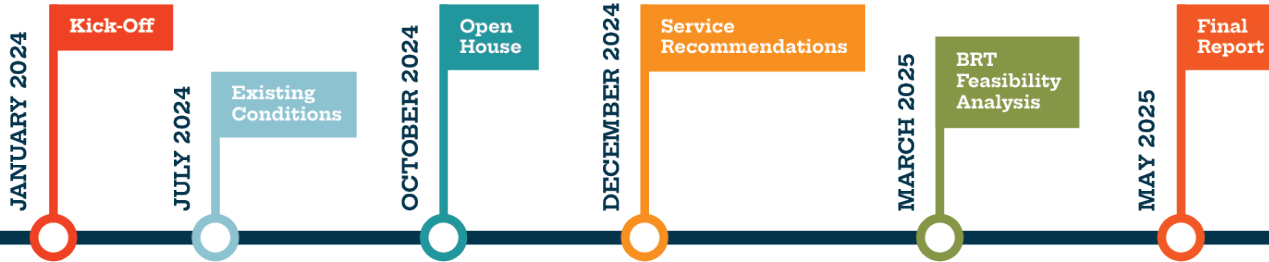 JANUARY 2024
Kick-Off
JULY 2024
Existing
Conditions
OCTOBER 2024
Open
House
DECEMBER 2024
Service
Recommendations
MARCH 2025
BRT
Feasibility
Analysis
MAY 2025
Final
Report